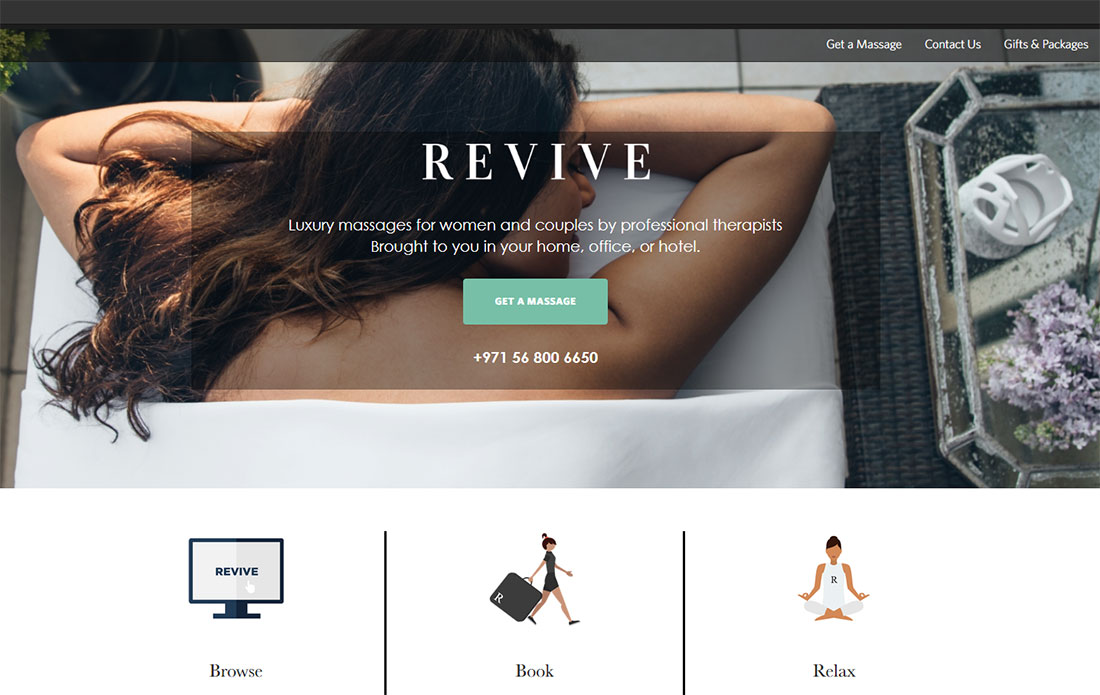 Get a Massage Contact Us Gifts & Packages
REVIVE
Luxury massages for women and couples by professional therapists
Brought to you in your home, office, or hotel.
GET A MASSAGE
+971 56 800 6650
REVIVE
R
R
Browse
Book
Relax